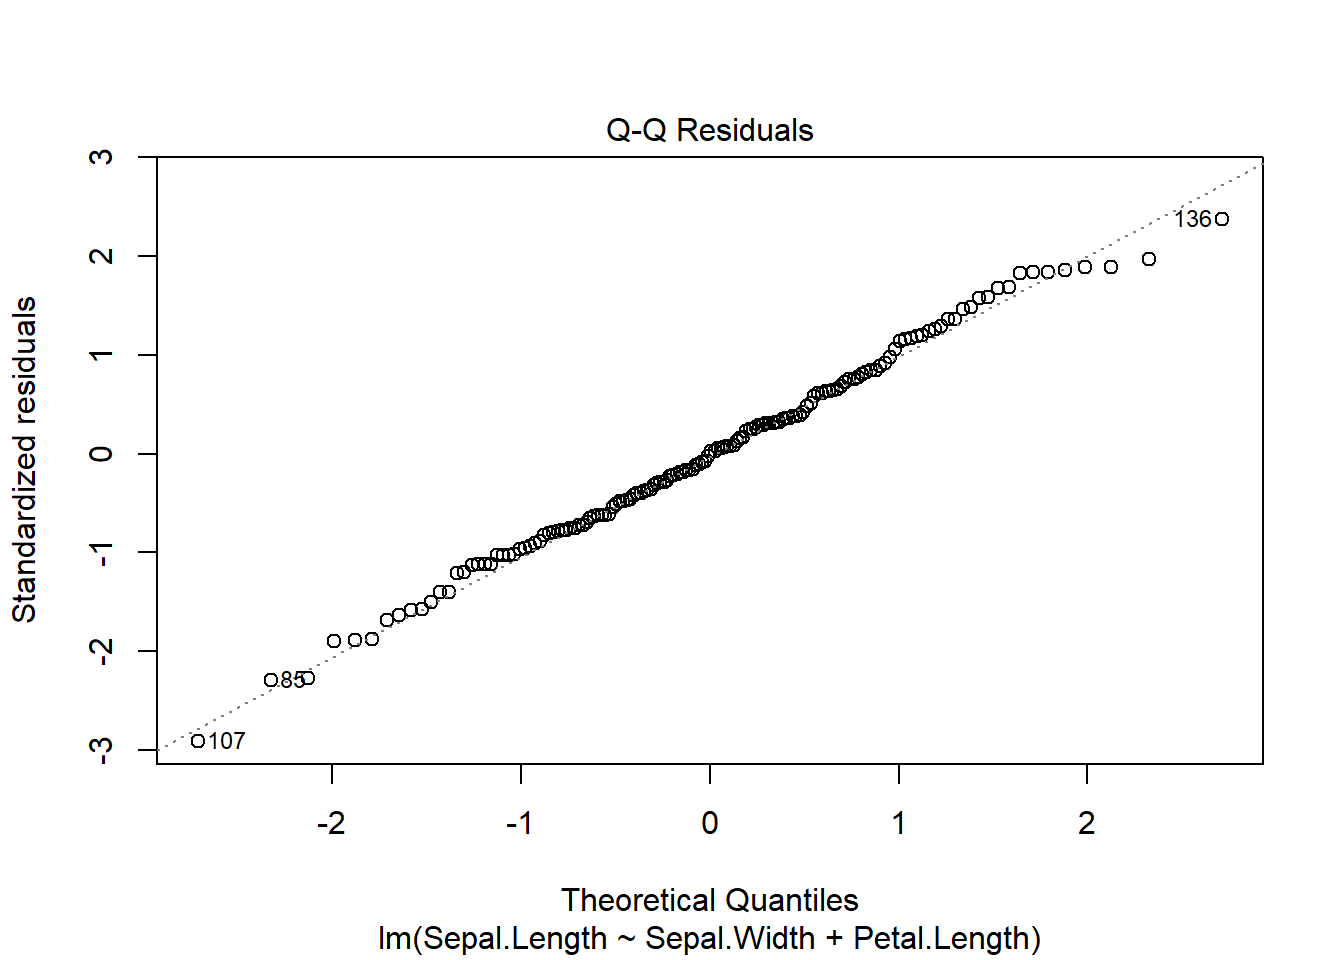 Q-Q Residuals
Standardized residuals
3
2
1
0
-1
-2
-3
136
85
107
-2 -1 0 1 2
Theoretical Quantiles
lm(Sepal.Length ~ Sepal.Width + Petal.Length)